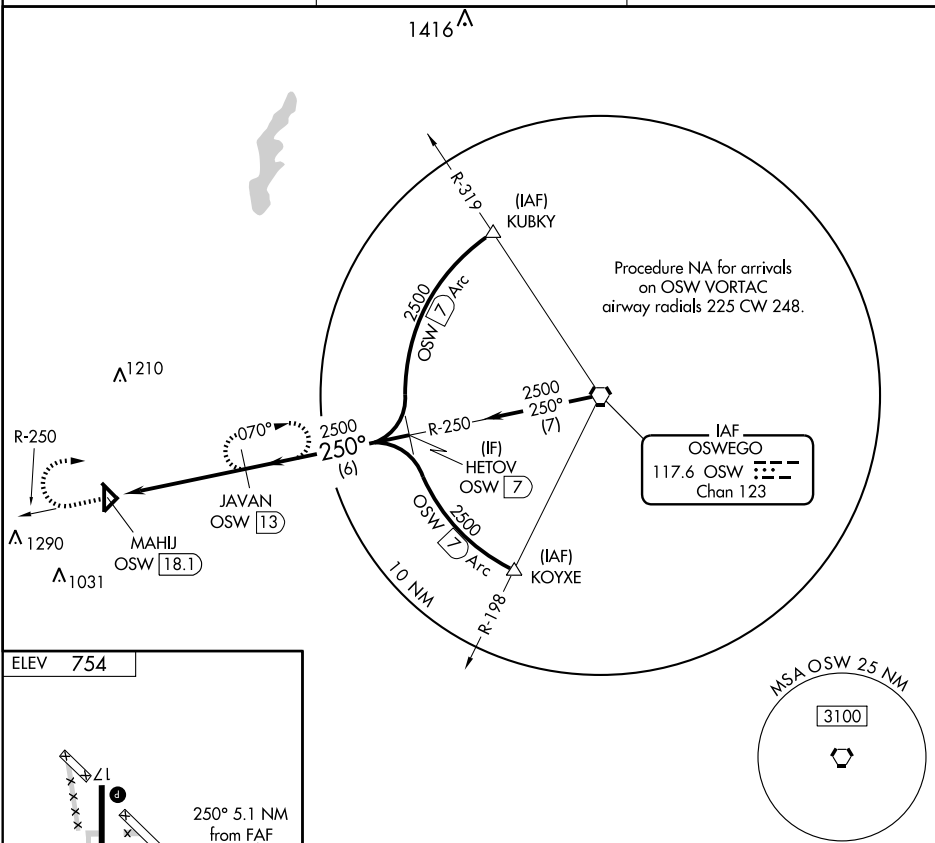 1416
R-319
(IAF)
KUBKY
2500
OSW 7 Arc
Procedure NA for arrivals
on OSW VORTAC
airway radials 225 CW 248.
1210
R-250
070°
2500
250°
(6)
R-250
2500
250°
(7)
(IF)
HETOV
OSW 7
IAF
OSWEGO
117.6 OSW
Chan 123
JAVAN
OSW 13
MAHIJ
OSW 18.1
1290
1031
2500
OSW 7 Arc
(IAF)
KOYXE
R-198
10 NM
ELEV 754
17
P
250° 5.1 NM
from FAF
MSA OSW 25 NM
3100